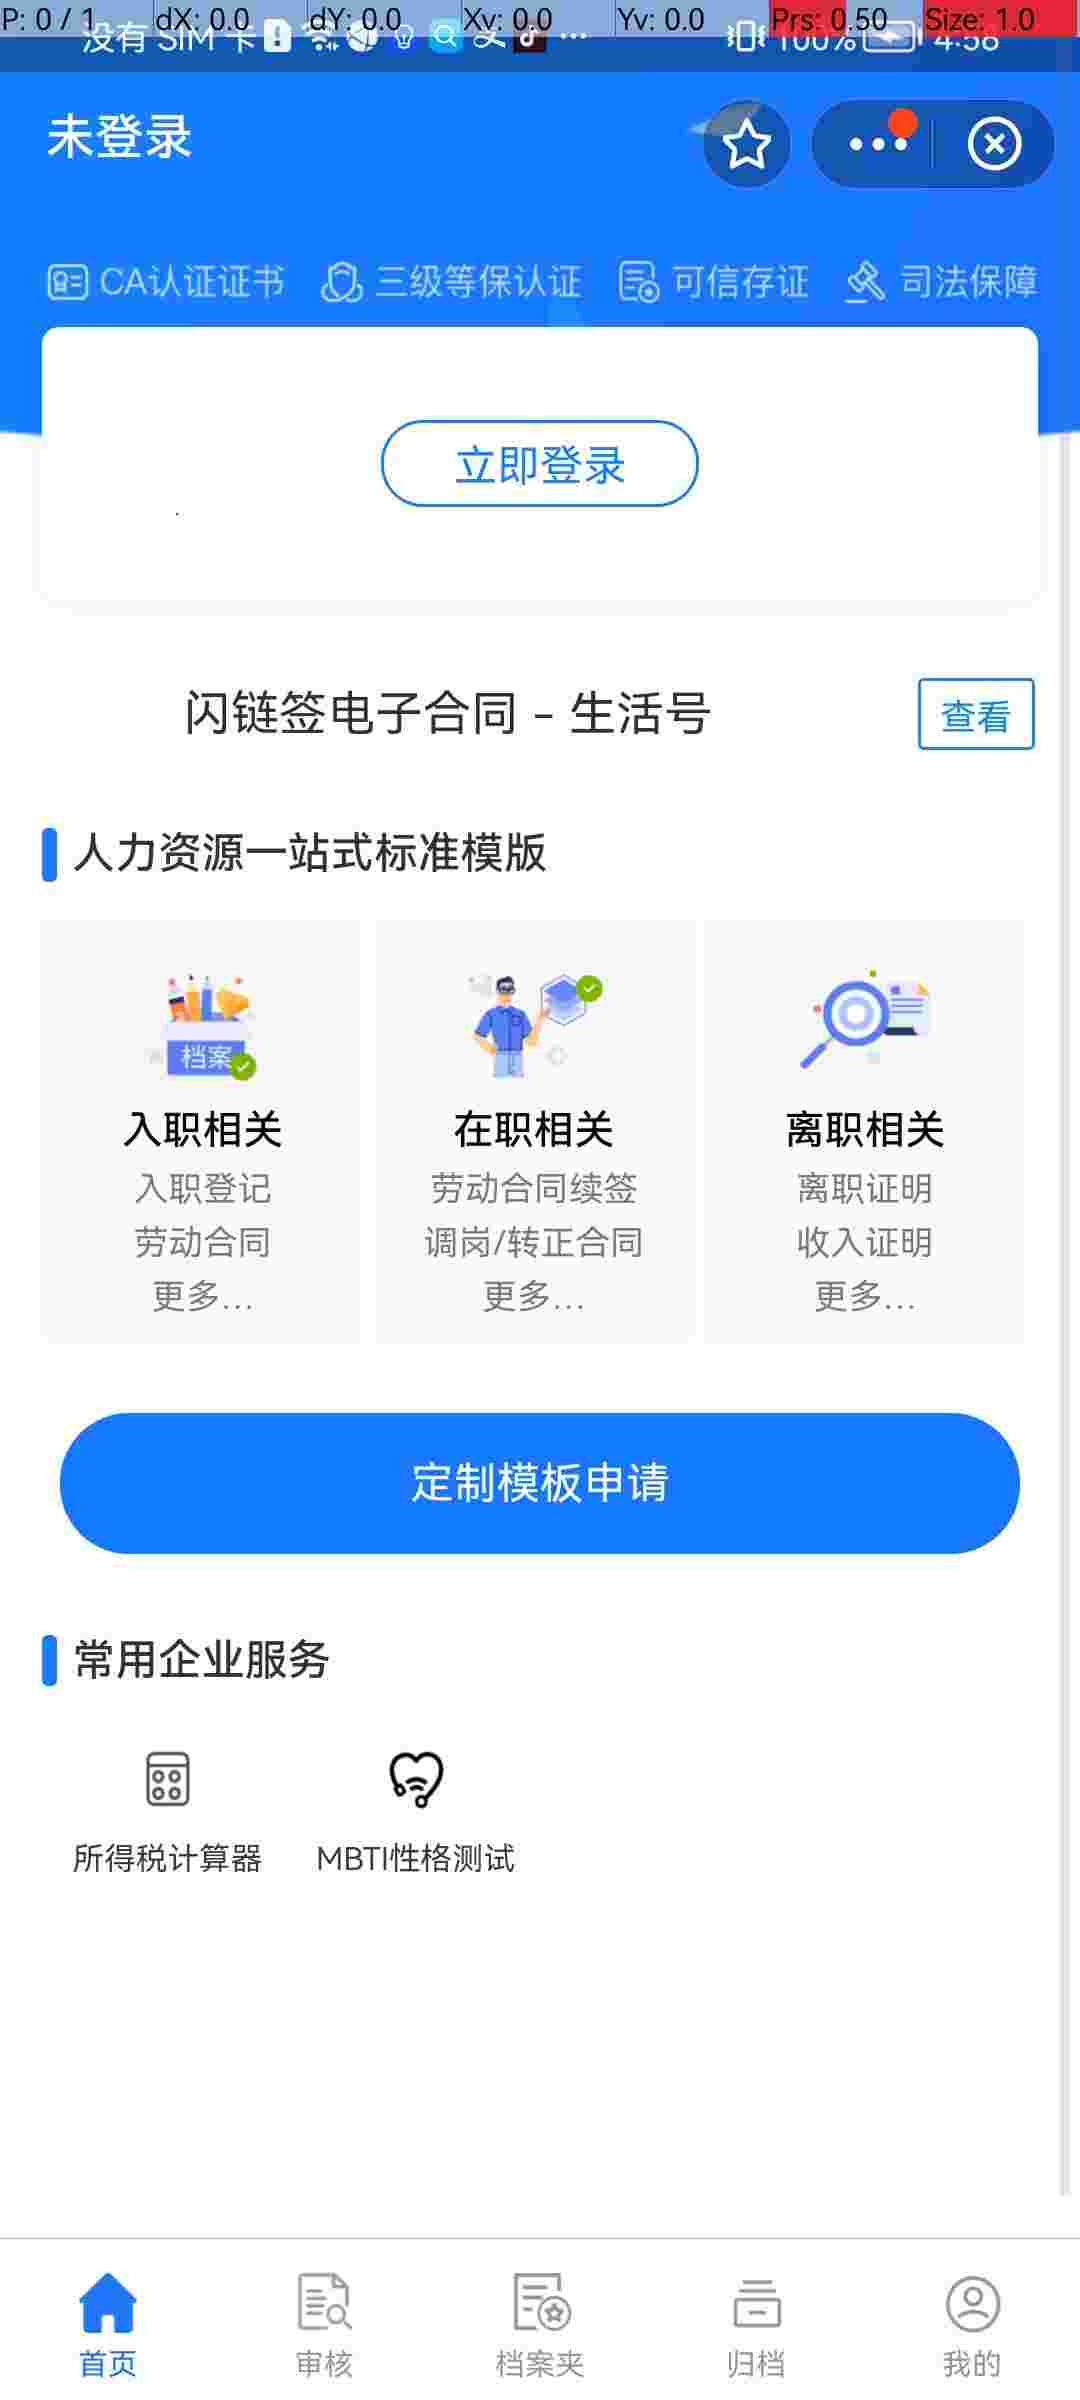 P: 0 / 1
dX: 0.0
dY: 0.0
Xv: 0.0
Yv: 0.0
Prs: 0.50
Size: 1.0
没有 SIM 卡
100%
4:58
未登录
CA认证证书
三级等保认证
可信存证
司法保障
立即登录
闪链签电子合同 - 生活号
查看
人力资源一站式标准模版
档案
入职相关
入职登记
劳动合同
更多...
在职相关
劳动合同续签
调岗/转正合同
更多...
离职相关
离职证明
收入证明
更多...
定制模板申请
常用企业服务
所得税计算器
MBTI性格测试
首页
审核
档案夹
归档
我的